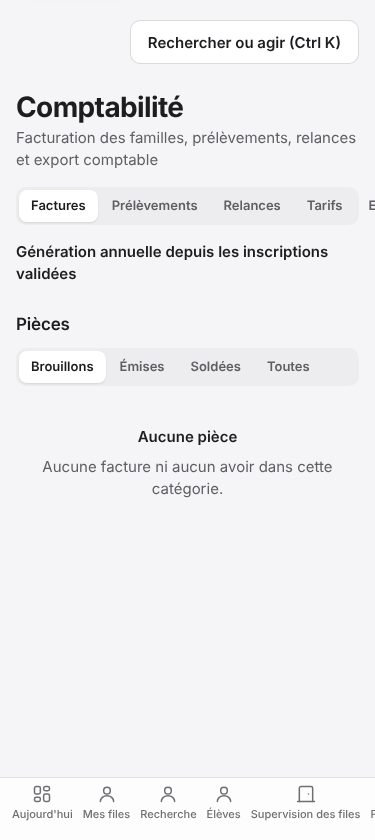 Rechercher ou agir (Ctrl K)
Comptabilité
Facturation des familles, prélèvements, relances
et export comptable
Factures Prélèvements Relances Tarifs
Génération annuelle depuis les inscriptions
validées
Pièces
Brouillons Émises Soldées Toutes
Aucune pièce
Aucune facture ni aucun avoir dans cette
catégorie.
Aujourd'hui Mes files Recherche Élèves Supervision des files